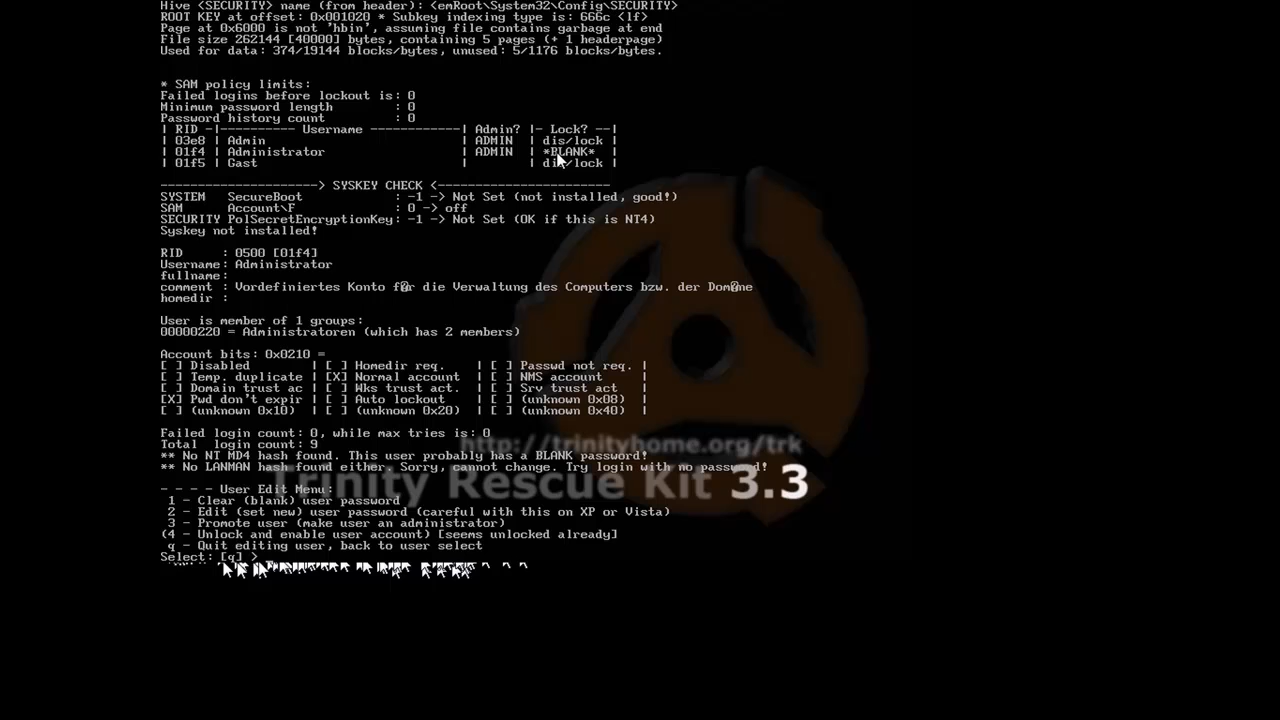 Hive <SECURITY> name (from header): <emRoot\System32\Config\SECURITY>
ROOT KEY at offset: 0x001020 * Subkey indexing type is: 666c <lf>
Page at 0x6000 is not 'hbin', assuming file contains garbage at end
File size 262144 [40000] bytes, containing 5 pages (+ 1 headerpage)
Used for data: 374/19144 blocks/bytes, unused: 5/1176 blocks/bytes.
* SAM policy limits:
Failed logins before lockout is: 0
Minimum password length        : 0
Password history count         : 0
| RID -|---------- Username ------------| Admin? |- Lock? --|
| 03e8 | Admin                          | ADMIN  | dis/lock |
| 01f4 | Administrator                  | ADMIN  | *BLANK*  |
| 01f5 | Gast                           |        | dis/lock |
---------------------> SYSKEY CHECK <-----------------------
SYSTEM   SecureBoot            : -1 -> Not Set (not installed, good!)
SAM      Account\F             : 0 -> off
SECURITY PolSecretEncryptionKey: -1 -> Not Set (OK if this is NT4)
Syskey not installed!
RID     : 0500 [01f4]
Username: Administrator
fullname:
comment : Vordefiniertes Konto f�r die Verwaltung des Computers bzw. der Dom�ne
homedir :
User is member of 1 groups:
00000220 = Administratoren (which has 2 members)
Account bits: 0x0210 =
[ ] Disabled        | [ ] Homedir req.    | [ ] Passwd not req. |
[ ] Temp. duplicate | [X] Normal account  | [ ] NMS account     |
[ ] Domain trust ac | [ ] Wks trust act.  | [ ] Srv trust act   |
[X] Pwd don't expir | [ ] Auto lockout    | [ ] (unknown 0x08)  |
[ ] (unknown 0x10)  | [ ] (unknown 0x20)  | [ ] (unknown 0x40)  |
Failed login count: 0, while max tries is: 0
Total  login count: 9
http://trinityhome.org/trk
** No NT MD4 hash found. This user probably has a BLANK password!
** No LANMAN hash found either. Sorry, cannot change. Try login with no password!
Trinity Rescue Kit 3.3
- - - - User Edit Menu:
1 - Clear (blank) user password
2 - Edit (set new) user password (careful with this on XP or Vista)
3 - Promote user (make user an administrator)
(4 - Unlock and enable user account) [seems unlocked already]
q - Quit editing user, back to user select
Select: [q] >